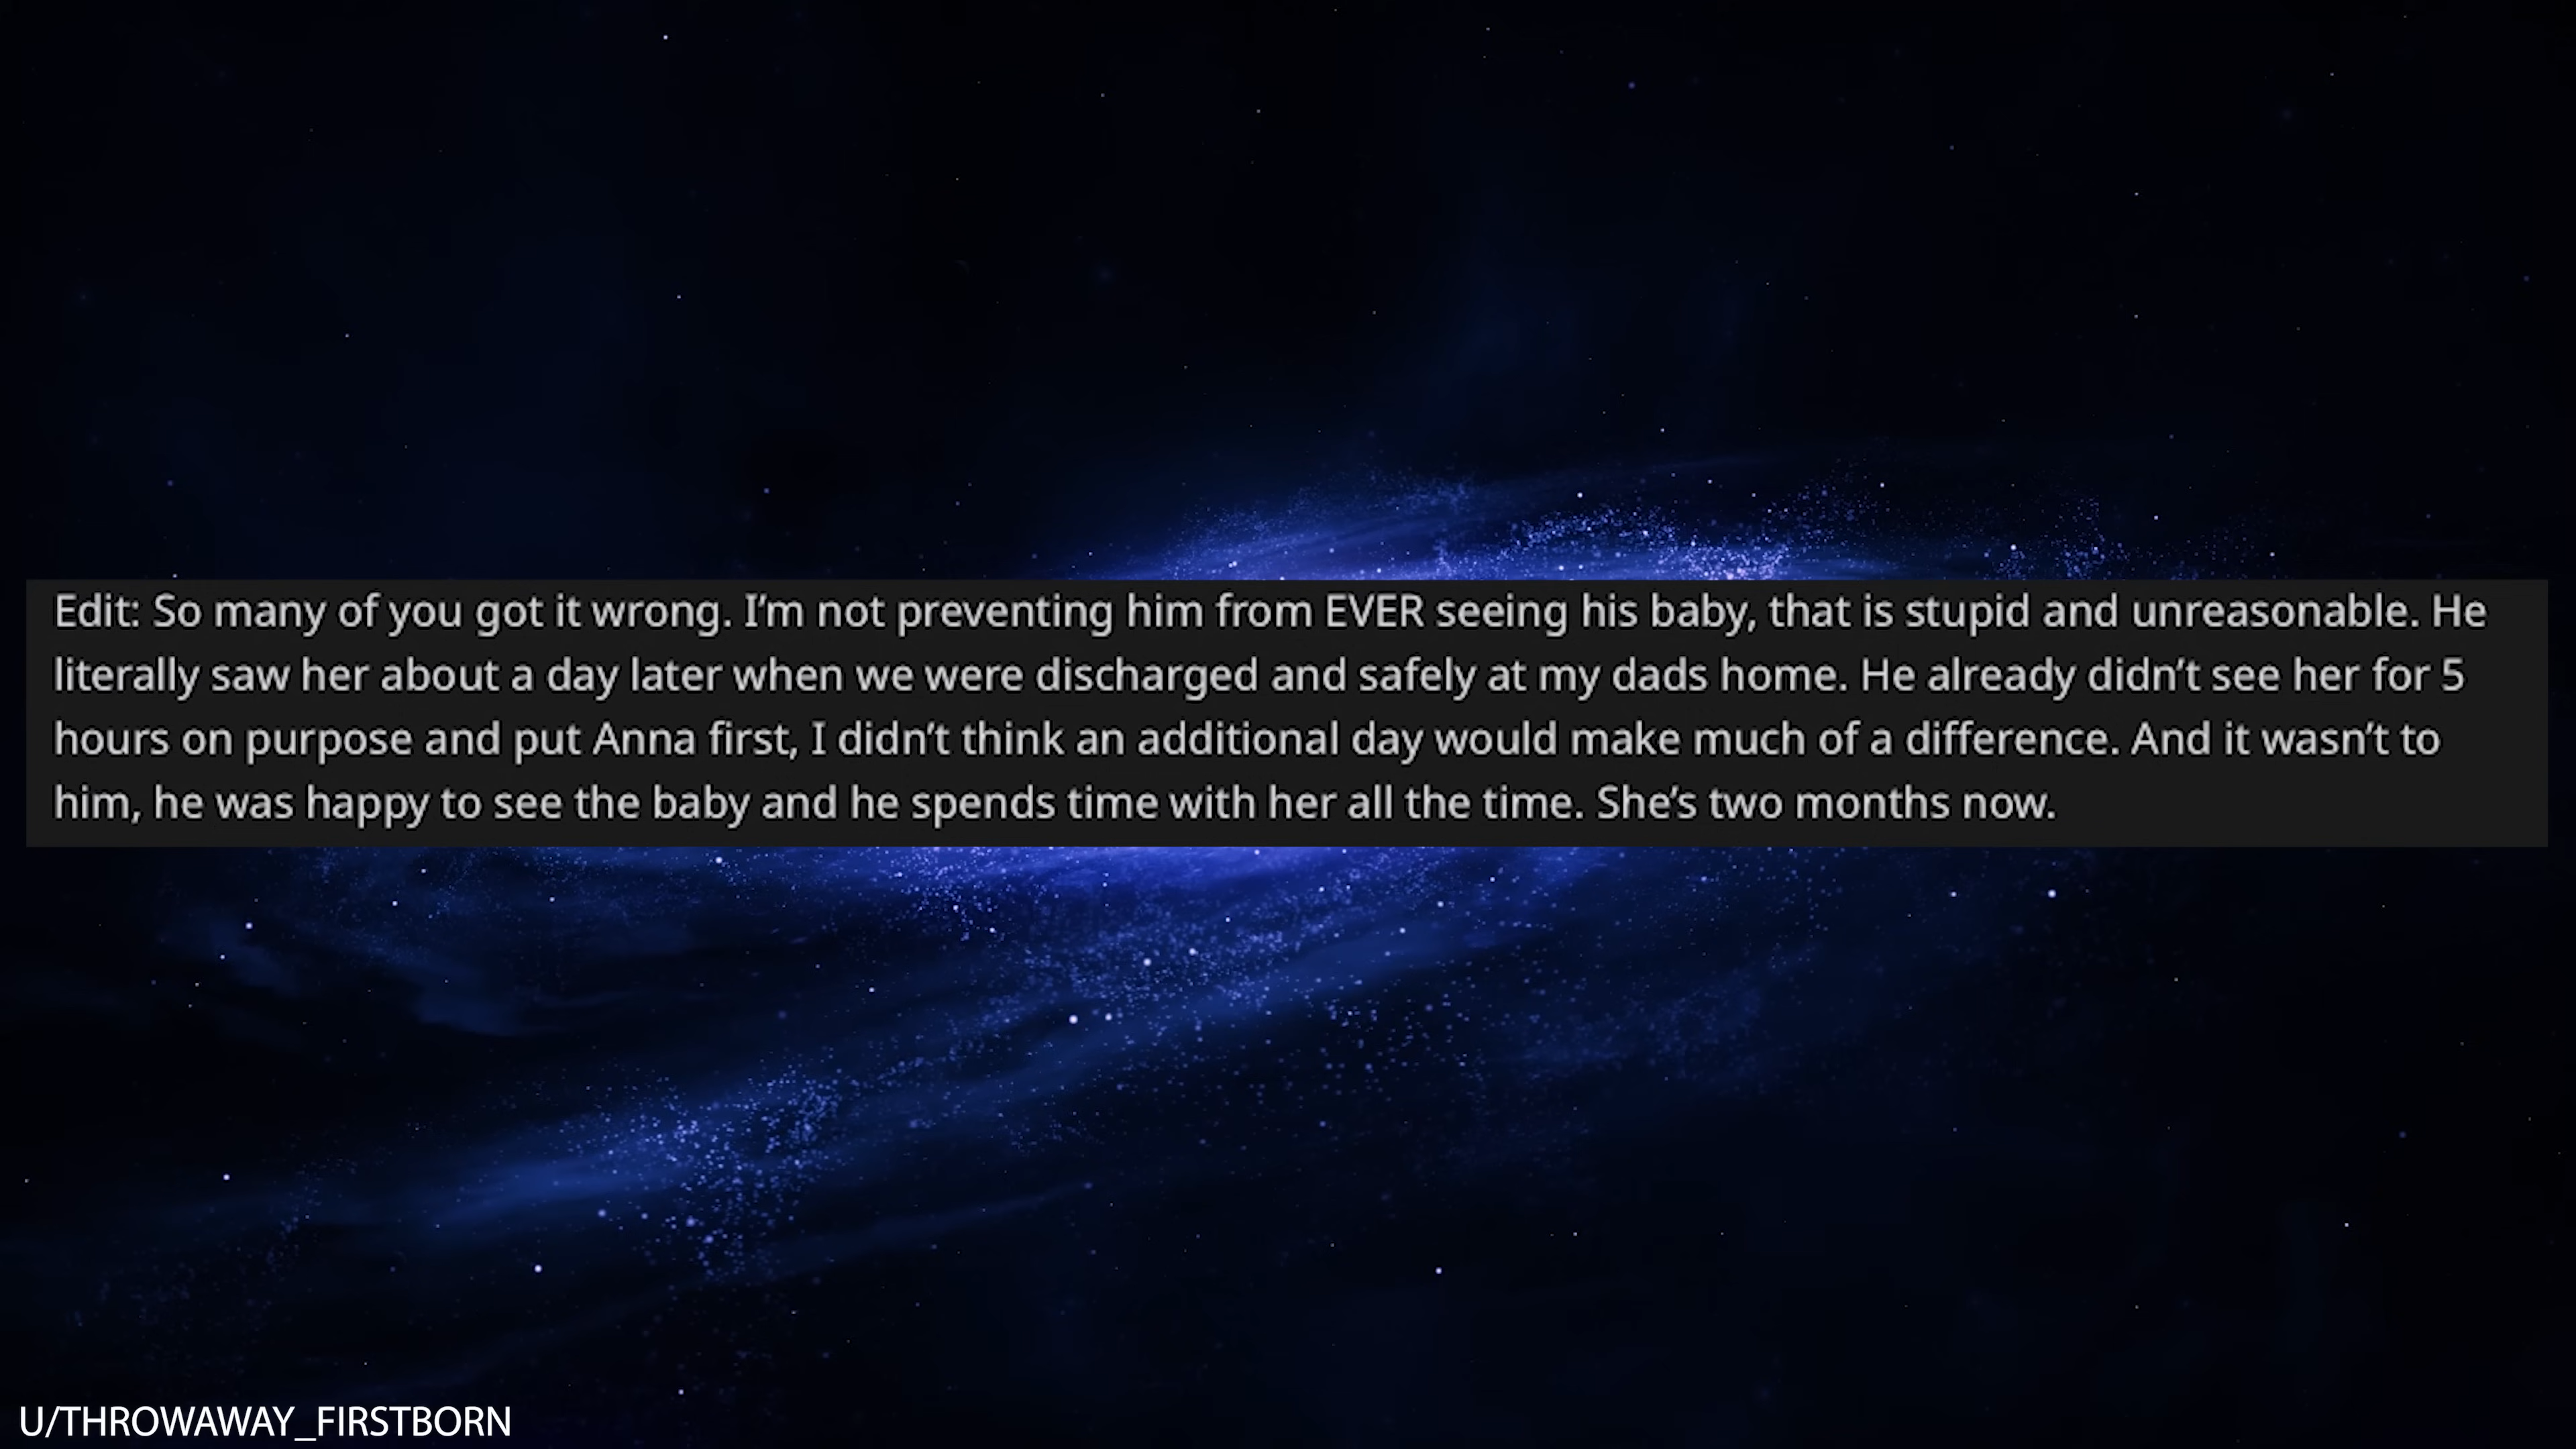 Edit: So many of you got it wrong. I’m not preventing him from EVER seeing his baby, that is stupid and unreasonable. He
literally saw her about a day later when we were discharged and safely at my dads home. He already didn’t see her for 5
hours on purpose and put Anna first, I didn’t think an additional day would make much of a difference. And it wasn’t to
him, he was happy to see the baby and he spends time with her all the time. She’s two months now.
U/THROWAWAY_FIRSTBORN